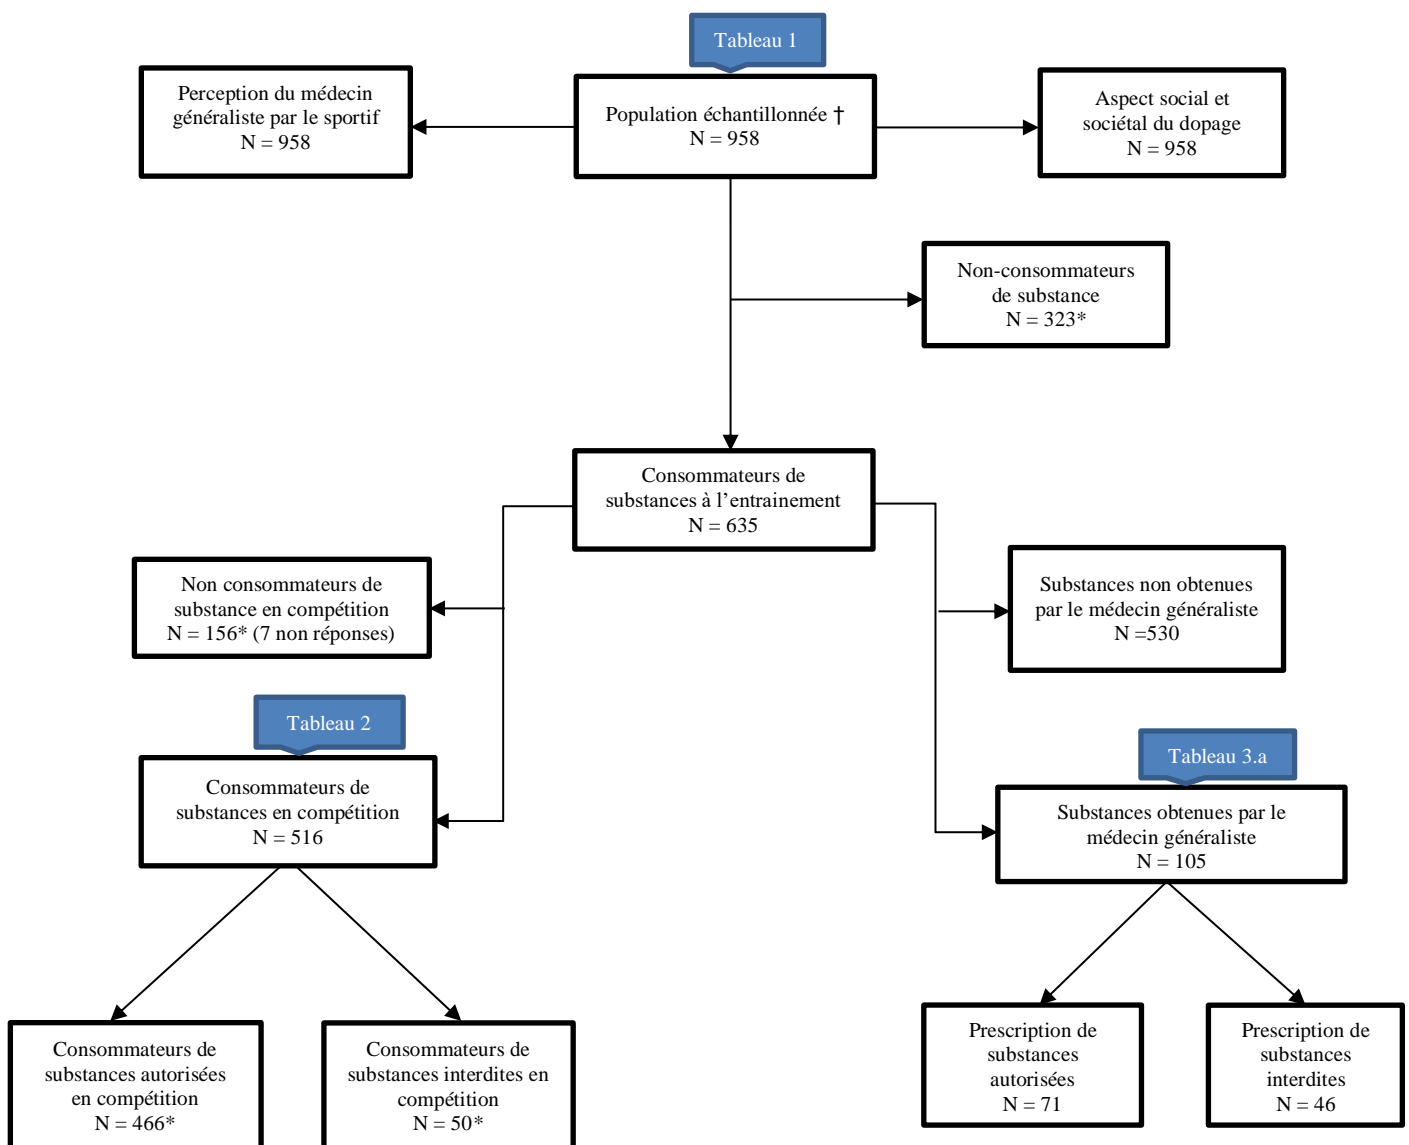 Tableau 1
Perception du médecin
généraliste par le sportif
N = 958
Population échantillonnée †
N = 958
Aspect social et
sociétal du dopage
N = 958
Non-consommateurs
de substance
N = 323*
Consommateurs de
substances à l’entrainement
N = 635
Non consommateurs de
substance en compétition
N = 156* (7 non réponses)
Substances non obtenues
par le médecin généraliste
N =530
Tableau 2
Consommateurs de
substances en compétition
N = 516
Tableau 3.a
Substances obtenues par le
médecin généraliste
N = 105
Consommateurs de
substances autorisées
en compétition
N = 466*
Consommateurs de
substances interdites en
compétition
N = 50*
Prescription de
substances
autorisées
N = 71
Prescription de
substances
interdites
N = 46